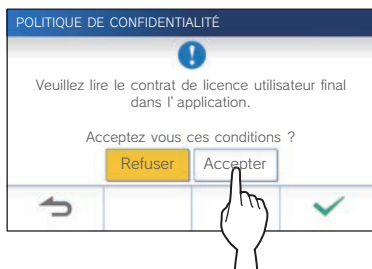 POLITIQUE DE CONFIDENTIALITÉ
Veuillez lire le contrat de licence utilisateur final
dans l'application.
Acceptez vous ces conditions ?
Refuser Accepter